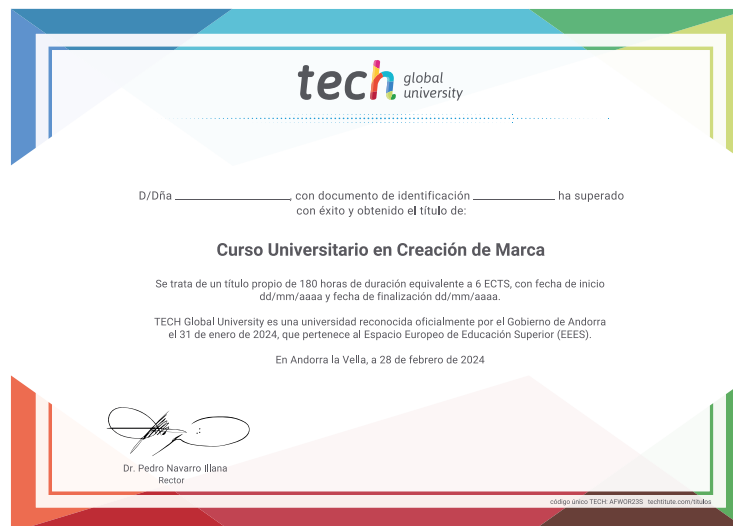 tech global
university
D/Dña ____________________, con documento de identificación ______________ ha superado
con éxito y obtenido el título de:
Curso Universitario en Creación de Marca
Se trata de un título propio de 180 horas de duración equivalente a 6 ECTS, con fecha de inicio
dd/mm/aaaa y fecha de finalización dd/mm/aaaa.
TECH Global University es una universidad reconocida oficialmente por el Gobierno de Andorra
el 31 de enero de 2024, que pertenece al Espacio Europeo de Educación Superior (EEES).
En Andorra la Vella, a 28 de febrero de 2024
Dr. Pedro Navarro Illana
Rector
código único TECH: AFWOR23S techtitute.com/titulos